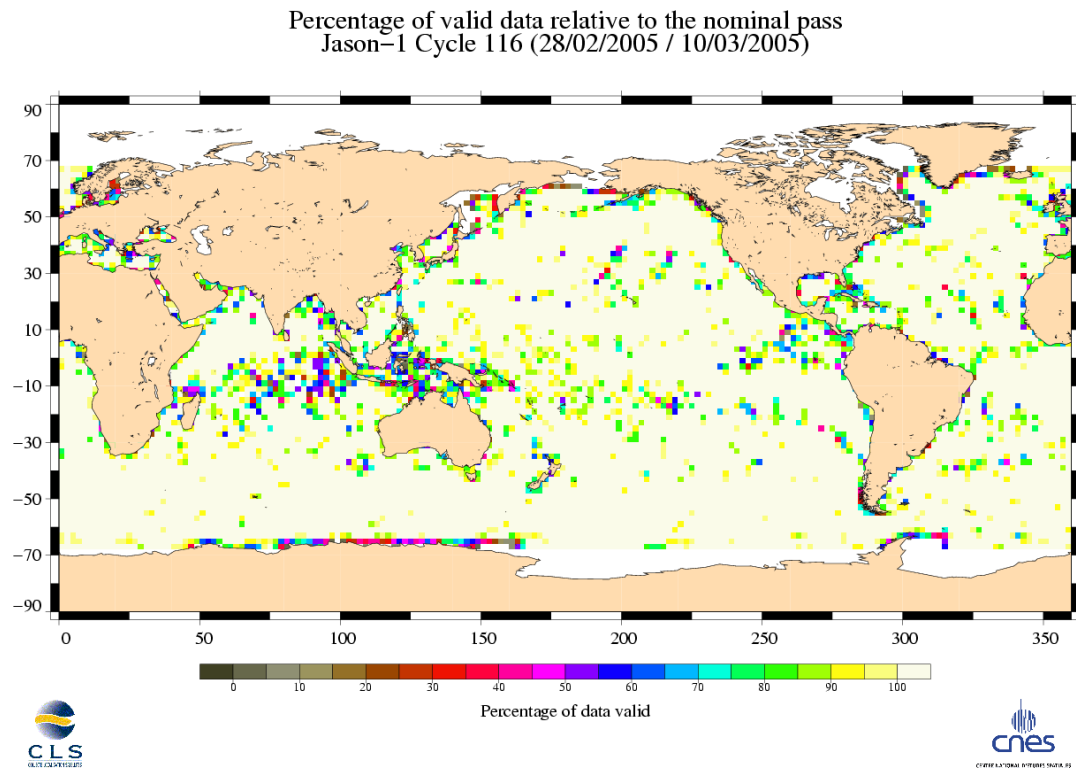 Percentage of valid data relative to the nominal pass
Jason−1 Cycle 116 (28/02/2005 / 10/03/2005)
90
70
50
30
10
−10
−30
−50
−70
−90
0 50 100 150 200 250 300 350
0 10 20 30 40 50 60 70 80 90 100
Percentage of data valid
CLS
cnes